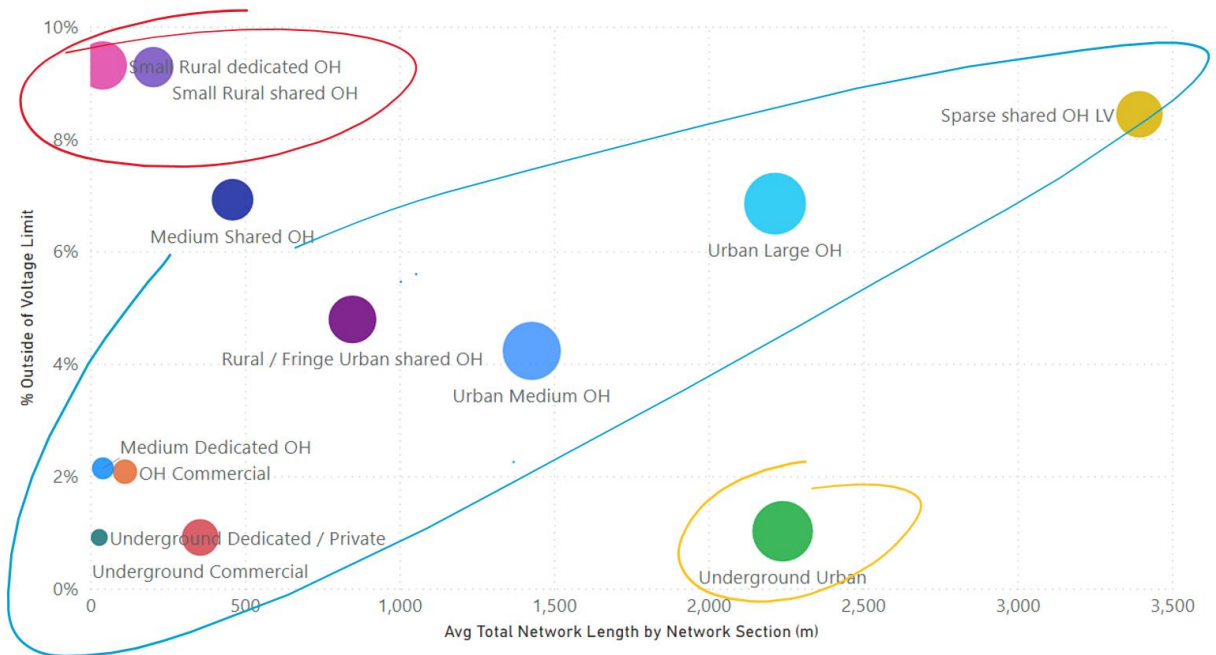 10%
Small Rural dedicated OH
Small Rural shared OH
8%
Sparse shared OH LV
Medium Shared OH
Urban Large OH
6%
% Outside of Voltage Limit
Rural / Fringe Urban shared OH
4%
Urban Medium OH
Medium Dedicated OH
OH Commercial
2%
Underground Dedicated / Private
Underground Commercial
Underground Urban
0%
0 500 1,000 1,500 2,000 2,500 3,000 3,500
Avg Total Network Length by Network Section (m)